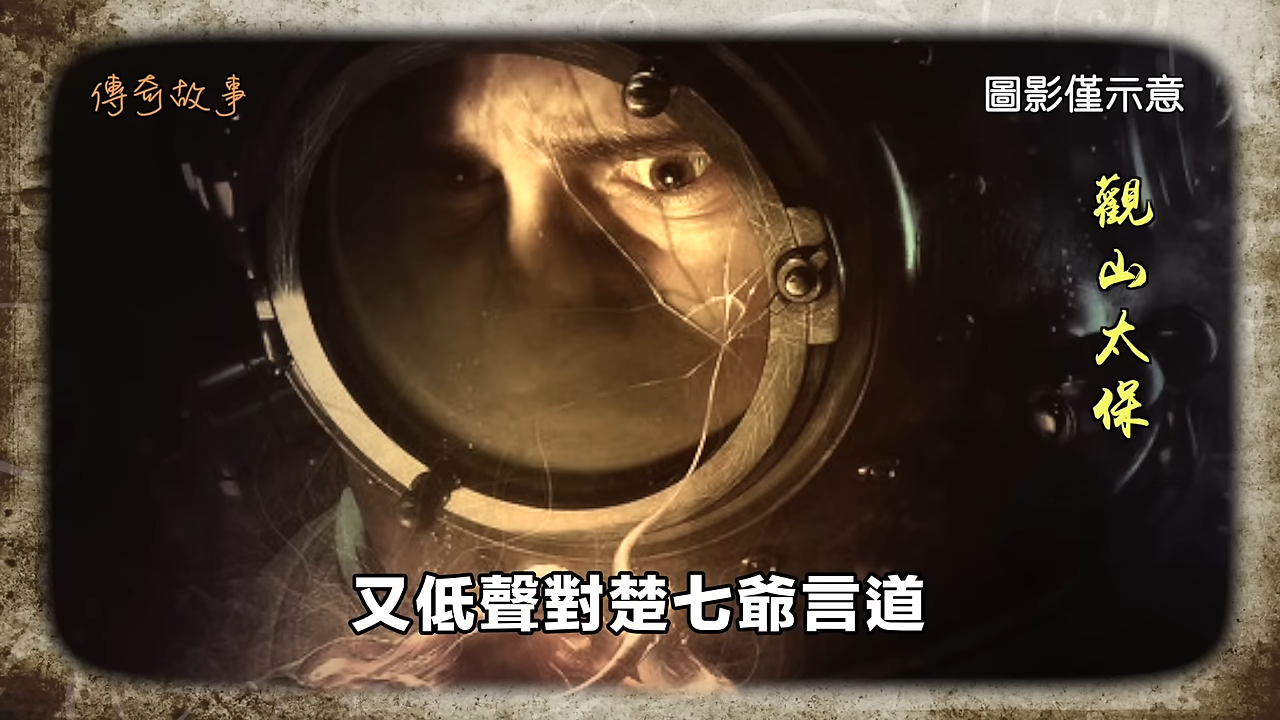 傳奇故事
圖影僅示意
觀山太保
又低聲對楚七爺言道